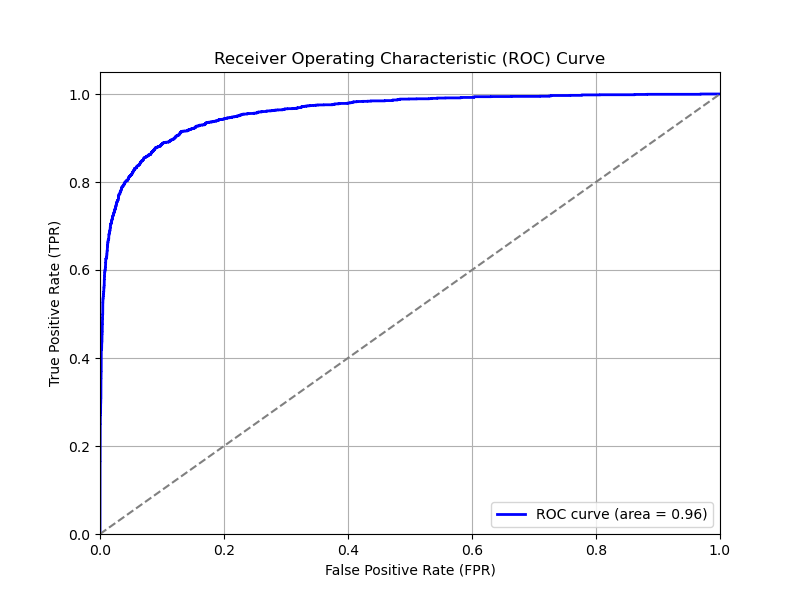 Receiver Operating Characteristic (ROC) Curve
1.0
0.8
0.6
0.4
0.2
0.0
True Positive Rate (TPR)
ROC curve (area = 0.96)
0.0 0.2 0.4 0.6 0.8 1.0
False Positive Rate (FPR)